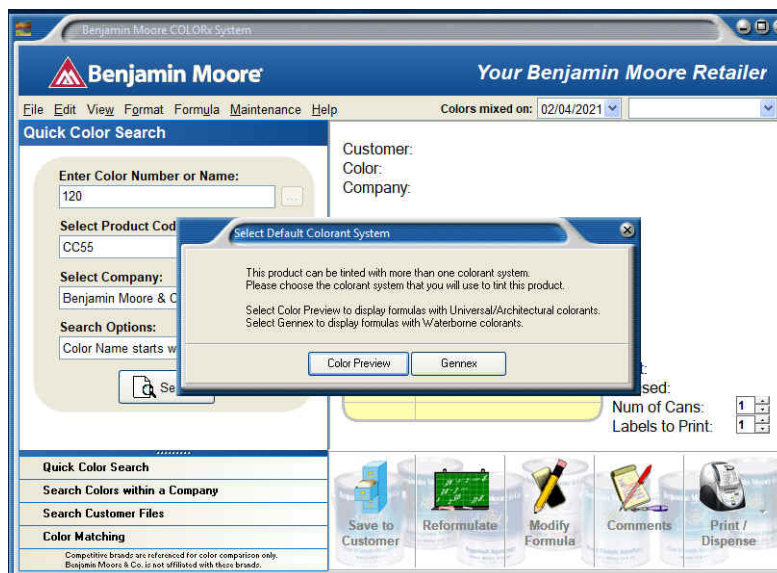 Benjamin Moore COLORx System
Benjamin Moore®
Your Benjamin Moore Retailer
File Edit View Format Formula Maintenance Help
Colors mixed on: 02/04/2021
Quick Color Search
Enter Color Number or Name:
120
...
Select Product Cod
CC55
Select Company:
Benjamin Moore & C
Search Options:
Color Name starts w
Se
Customer:
Color:
Company:
Select Default Colorant System
This product can be tinted with more than one colorant system.
Please choose the colorant system that you will use to tint this product.
Select Color Preview to display formulas with Universal/Architectural colorants.
Select Gennex to display formulas with Waterborne colorants.
Color Preview
Gennex
t:
sed:
Num of Cans: 1
Labels to Print: 1
Quick Color Search
Search Colors within a Company
Search Customer Files
Color Matching
Competitive brands are referenced for color comparison only.
Benjamin Moore & Co. is not affiliated with these brands.
Save to
Customer
Reformulate
Modify
Formula
Comments
Print /
Dispense